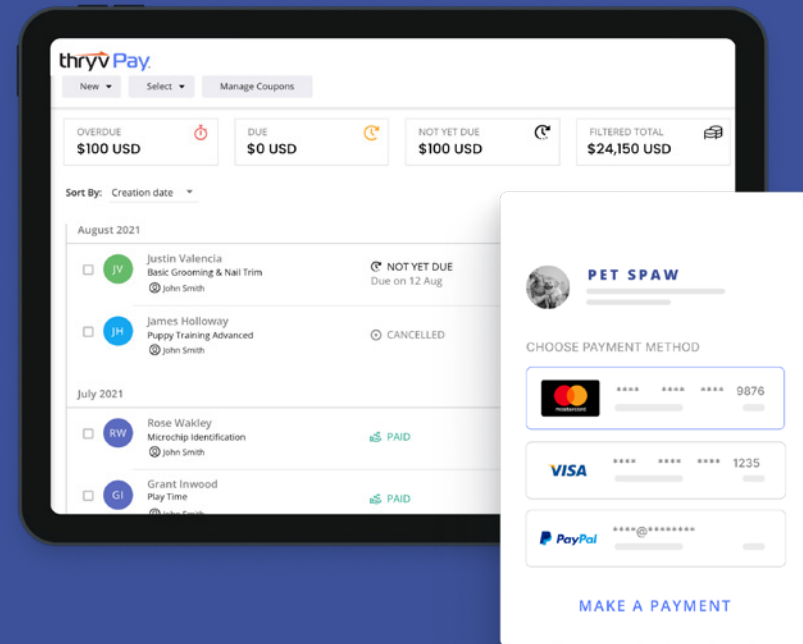 thryv Pay
New
Select
Manage Coupons
OVERDUE
$100 USD
DUE
$0 USD
NOT YET DUE
$100 USD
FILTERED TOTAL
$24,150 USD
Sort By: Creation date
August 2021
JV
Justin Valencia
Basic Grooming & Nail Trim
John Smith
NOT YET DUE
Due on 12 Aug
JH
James Holloway
Puppy Training Advanced
John Smith
CANCELLED
July 2021
RW
Rose Wakley
Microchip Identification
John Smith
PAID
GI
Grant Inwood
Play Time
John Smith
PAID
PET SPAW
CHOOSE PAYMENT METHOD
mastercard
**** **** **** 9876
VISA
**** **** **** 1235
PayPal
****@********
MAKE A PAYMENT